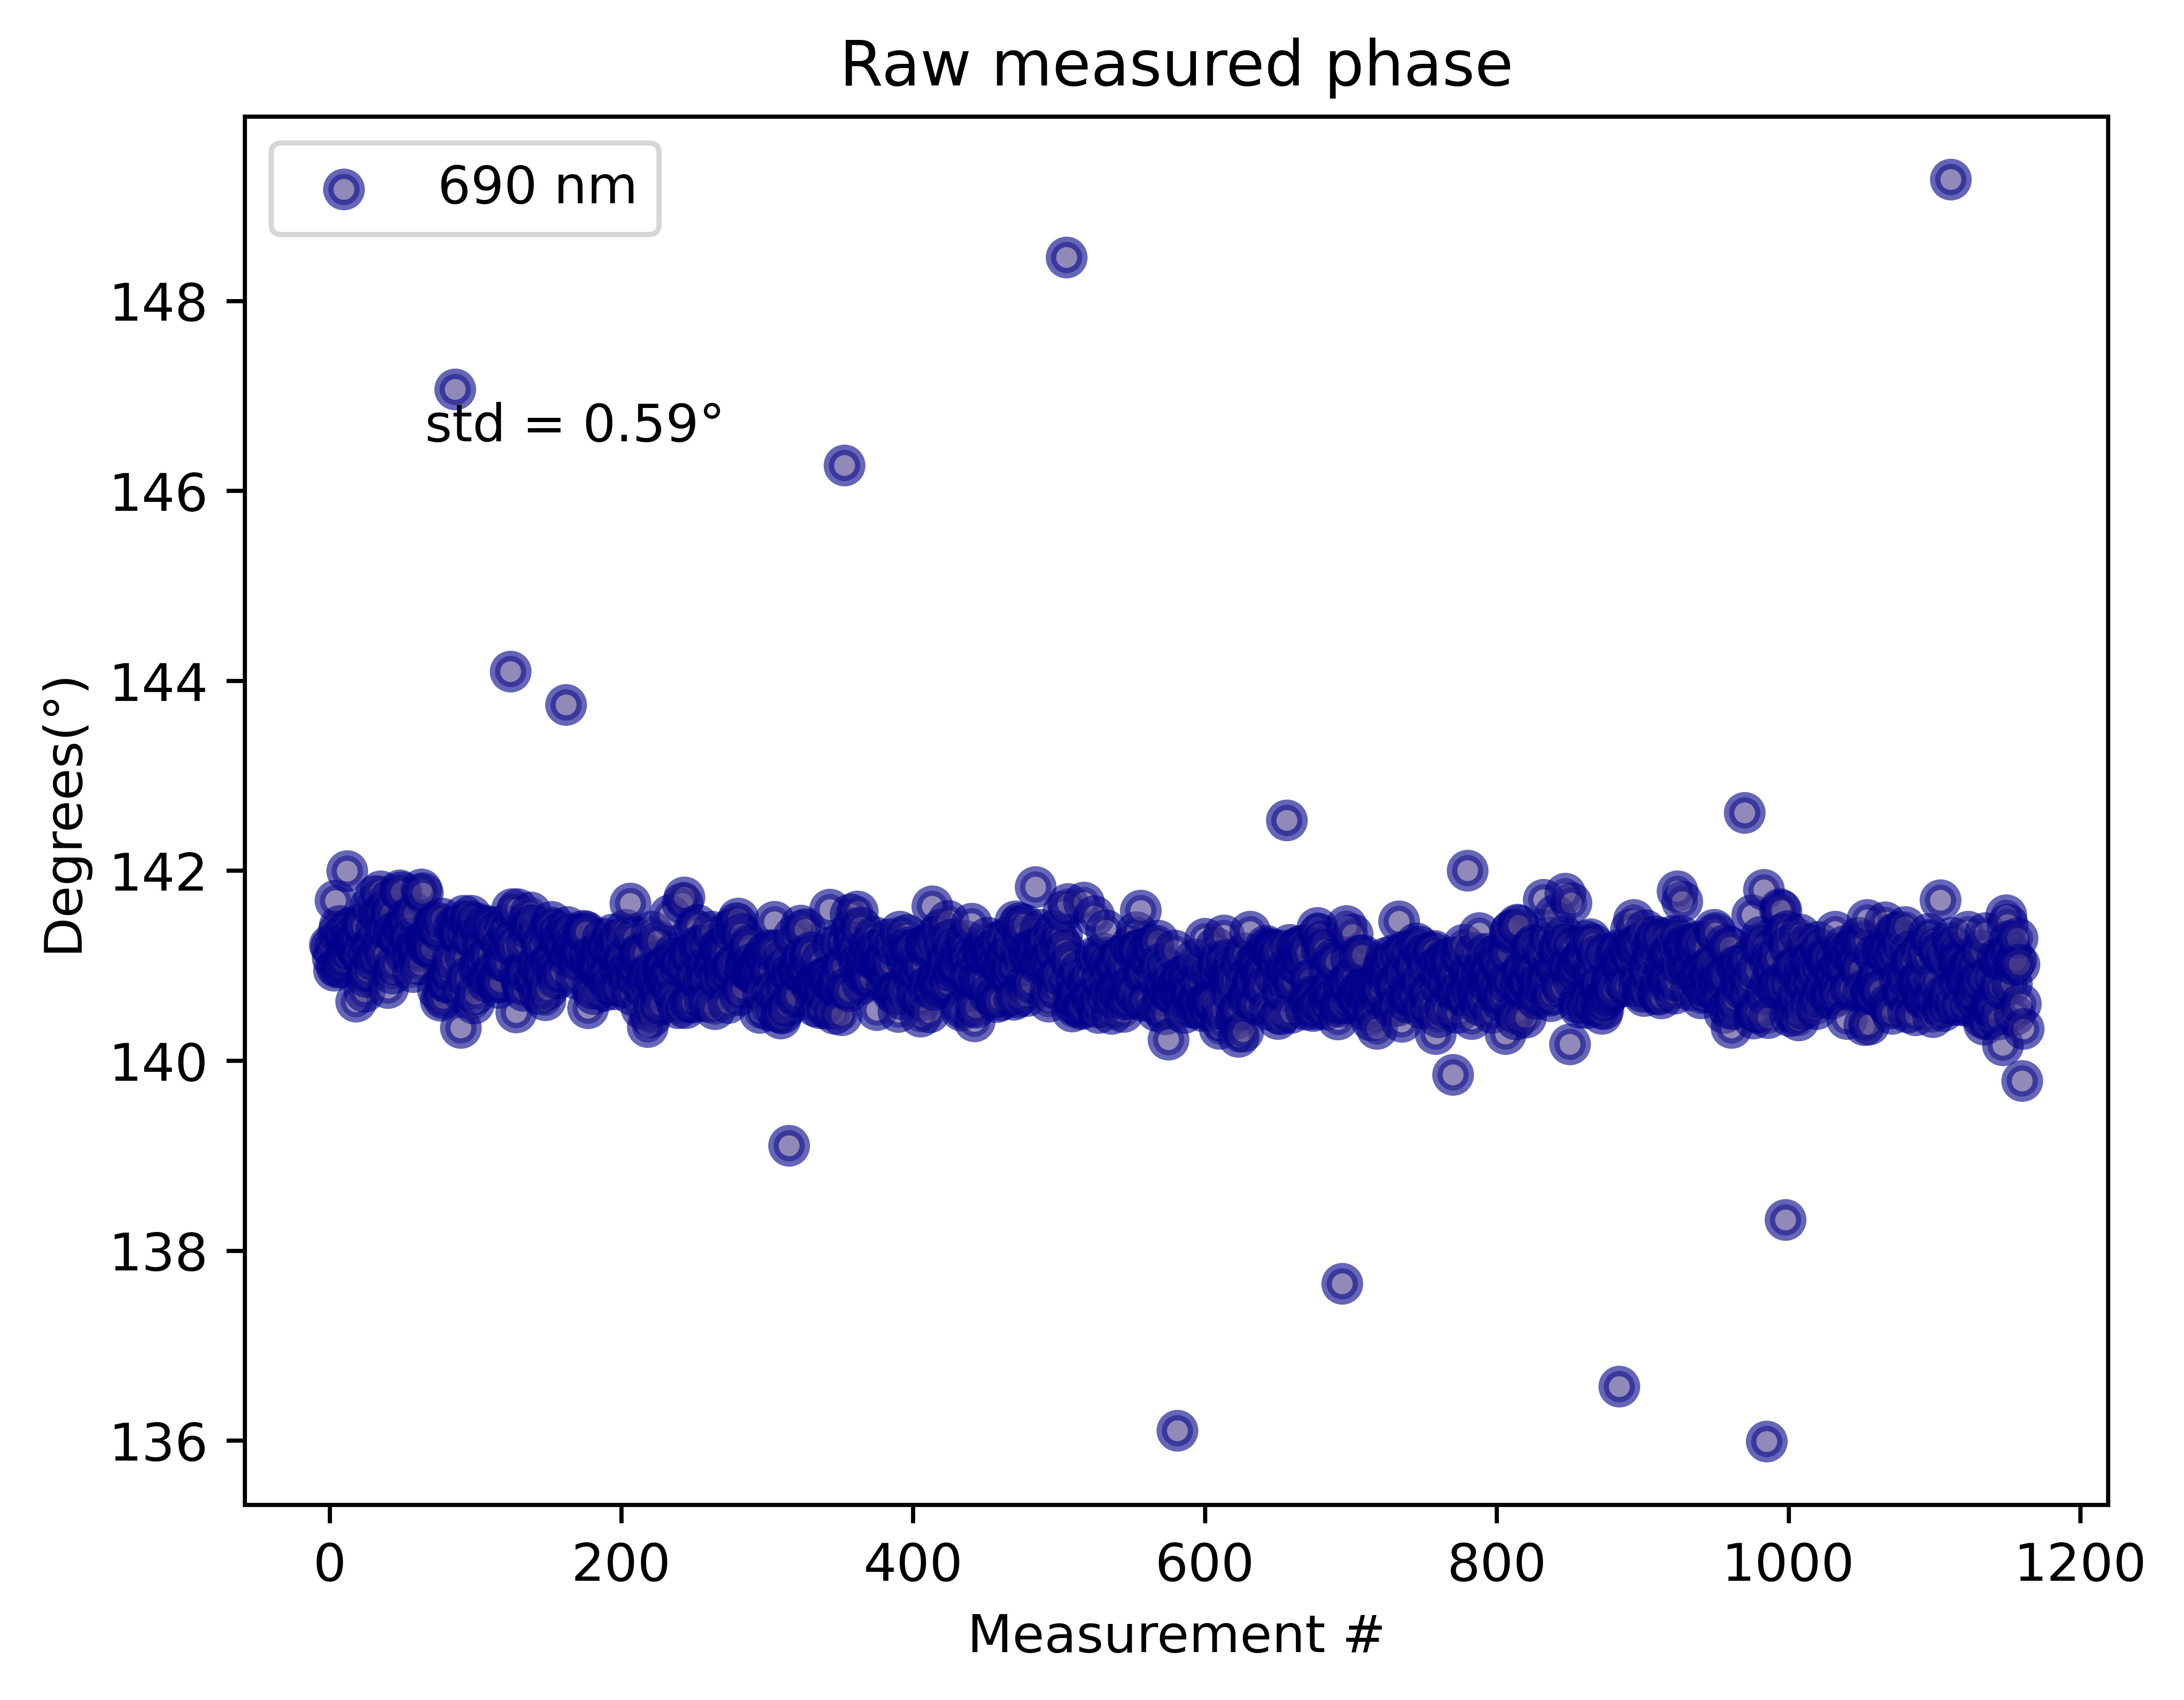 Raw measured phase
690 nm
std = 0.59°
Degrees(°)
148
146
144
142
140
138
136
0 200 400 600 800 1000 1200
Measurement #